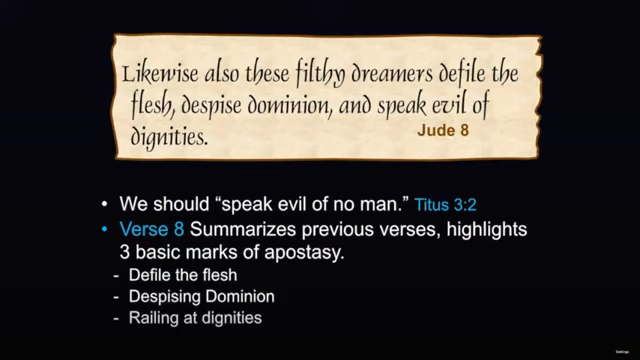 Likewise also these filthy dreamers defile the
flesh, despise dominion, and speak evil of
dignities.
Jude 8
• We should “speak evil of no man.” Titus 3:2
• Verse 8 Summarizes previous verses, highlights
3 basic marks of apostasy.
- Defile the flesh
- Despising Dominion
- Railing at dignities
Settings